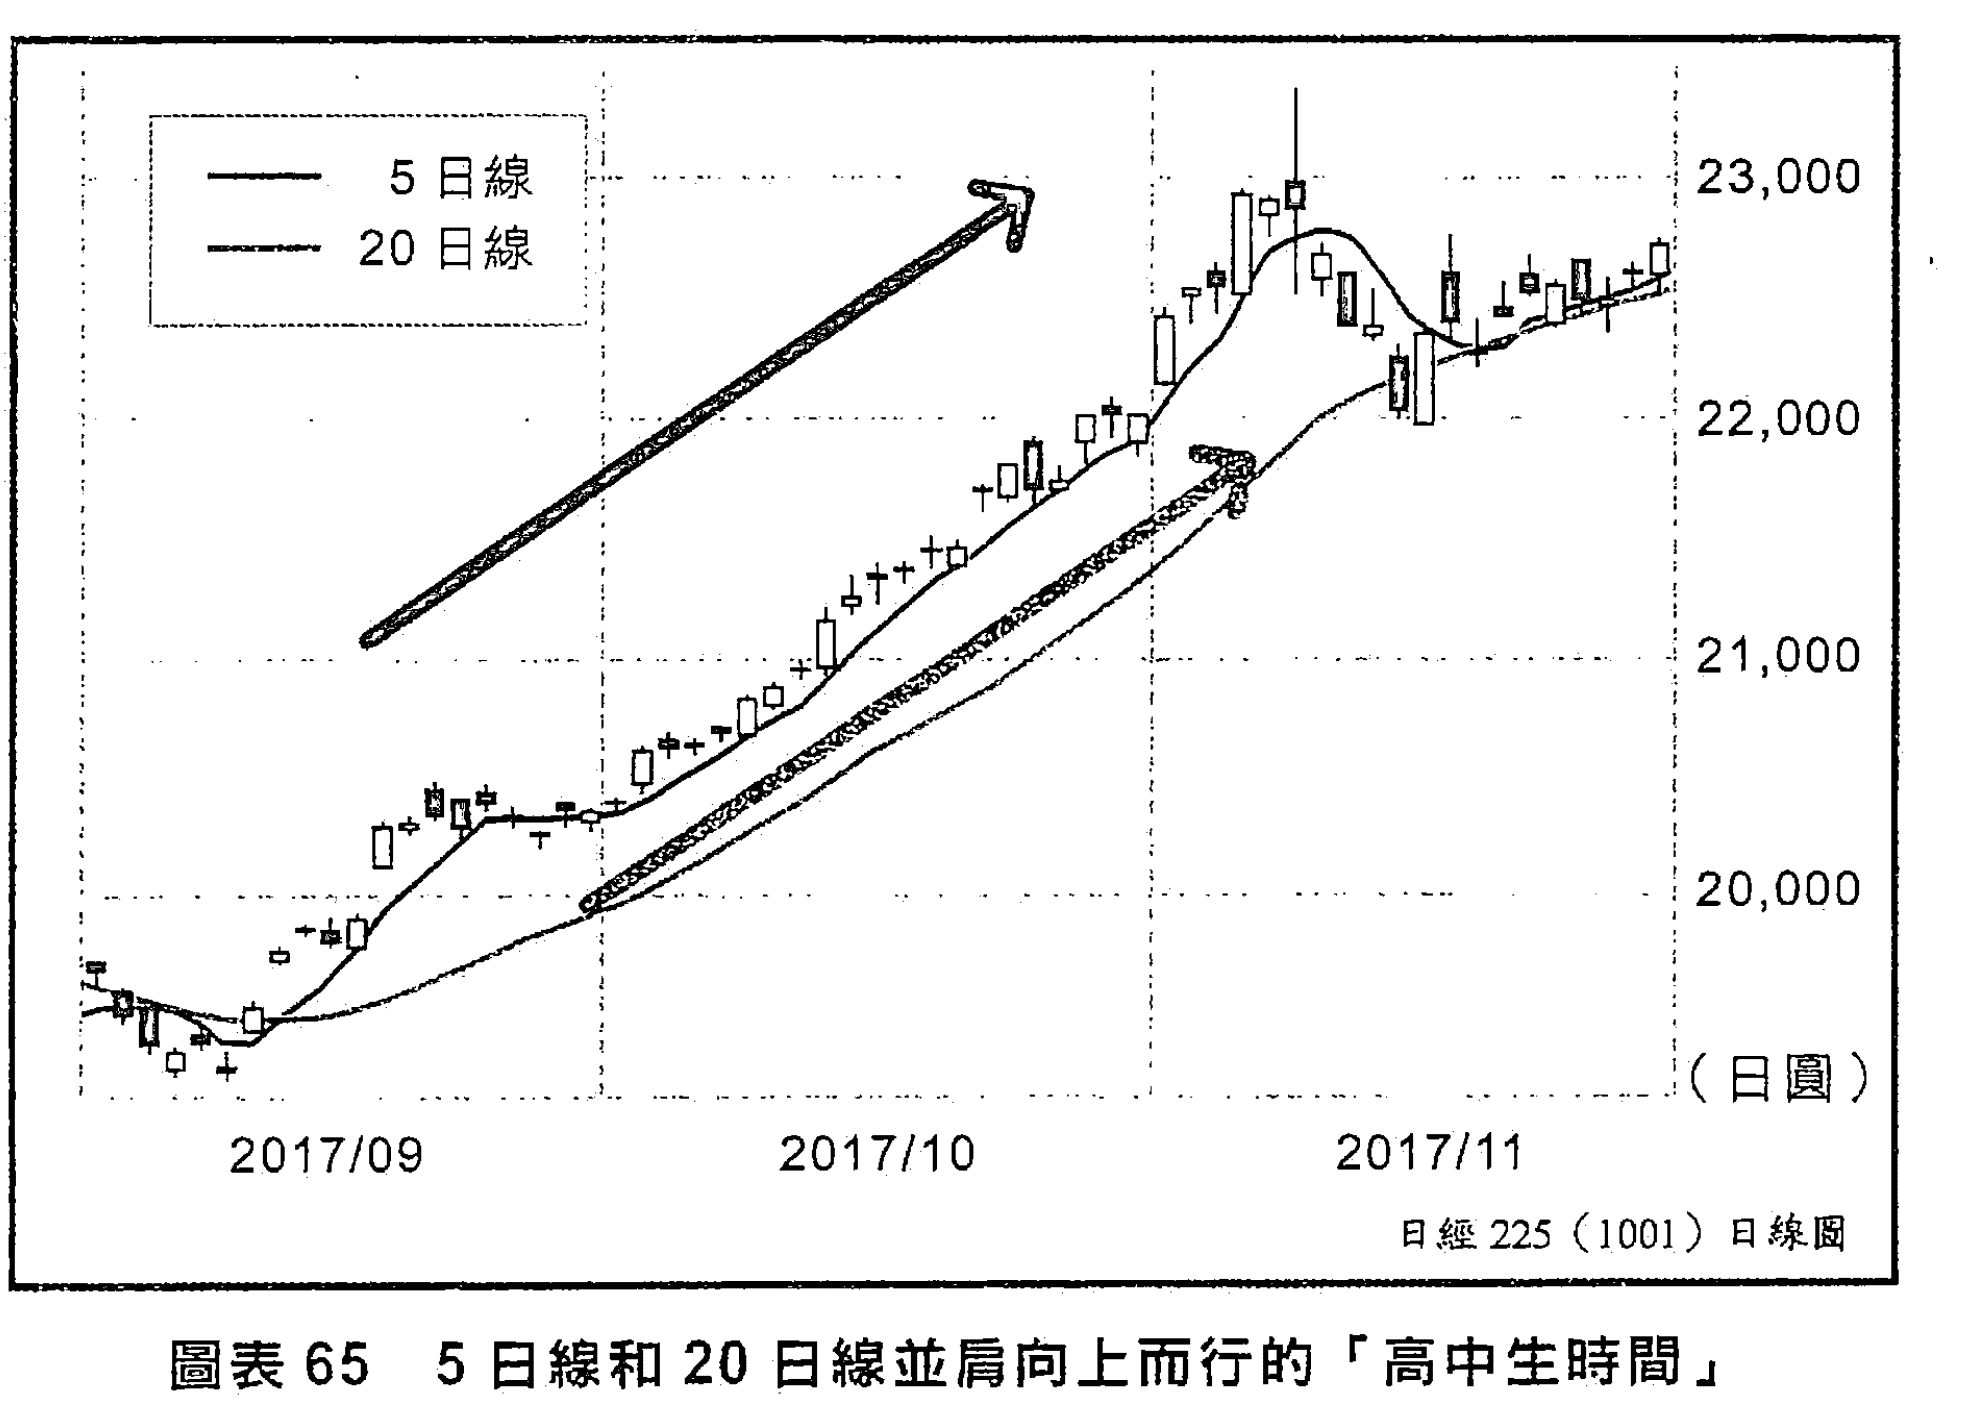 5 日線
20 日線
23,000
22,000
21,000
20,000
（日圓）
2017/09 2017/10 2017/11
日經 225（1001）日線圖
圖表 65 5 日線和 20 日線並肩向上而行的「高中生時間」